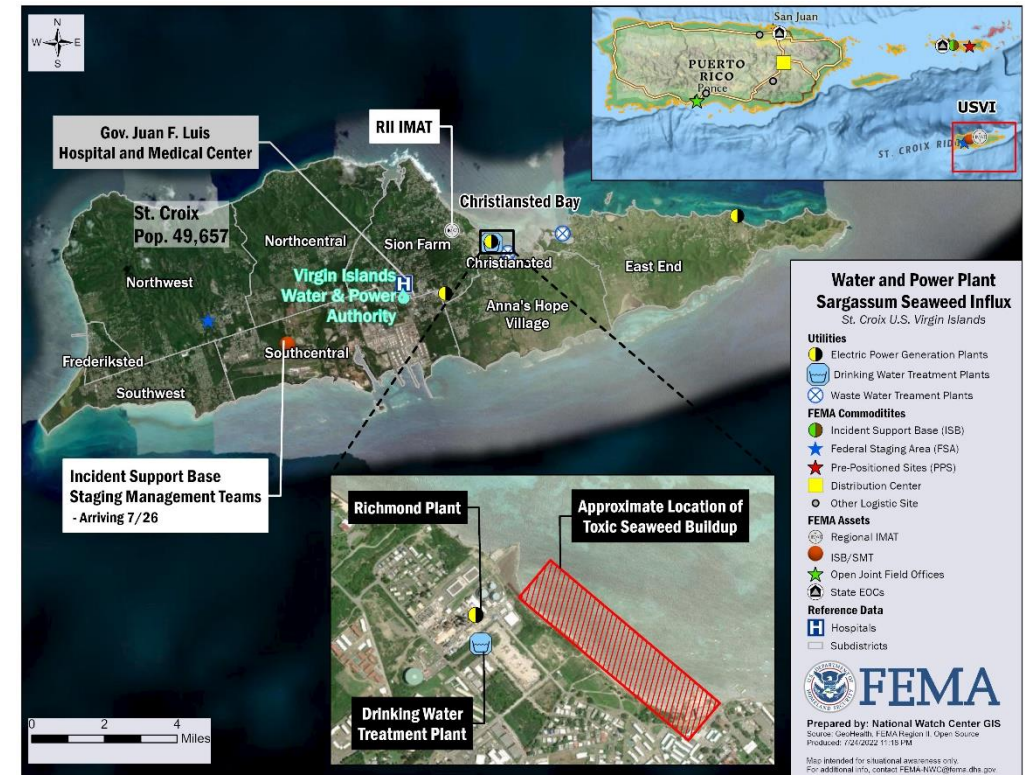 N
W
E
S
San Juan
PUERTO
RICO
Ponce
USVI
ST. CROIX RID
Gov. Juan F. Luis
Hospital and Medical Center
RII IMAT
Christiansted Bay
St. Croix
Pop. 49,657
Northcentral
Sion Farm
Christiansted
East End
Northwest
Virgin Islands
Water & Power
Authority
H
Anna's Hope
Village
Frederiksted
Southcentral
Southwest
Incident Support Base
Staging Management Teams
- Arriving 7/26
Richmond Plant
Approximate Location of
Toxic Seaweed Buildup
Drinking Water
Treatment Plant
0 2 4
Miles
Water and Power Plant
Sargassum Seaweed Influx
St. Croix U.S. Virgin Islands
Utilities
Electric Power Generation Plants
Drinking Water Treatment Plants
Waste Water Treament Plants
FEMA Commoditites
Incident Support Base (ISB)
Federal Staging Area (FSA)
Pre-Positioned Sites (PPS)
Distribution Center
Other Logistic Site
FEMA Assets
Regional IMAT
ISB/SMT
Open Joint Field Offices
State EOCs
Reference Data
H Hospitals
Subdistricts
FEMA
Prepared by: National Watch Center GIS
Source: GeoHealth, FEMA Region II, Open Source
Produced: 7/24/2022 11:18 PM
Map intended for situational awareness only.
For additional info, contact FEMA-NWC@fema.dhs.gov